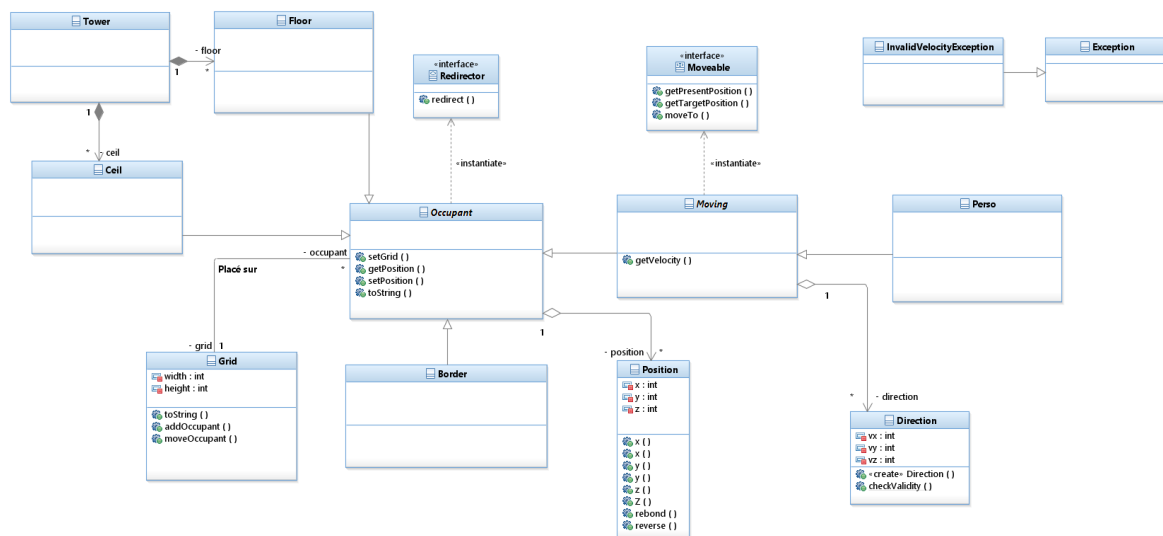 Tower
Floor
- floor
1
*
1
* - ceil
Ceil
«interface»
Redirector
redirect ( )
«instantiate»
«interface»
Moveable
getPresentPosition ( )
getTargetPosition ( )
moveTo ( )
«instantiate»
InvalidVelocityException
Exception
Occupant
setGrid ( )
getPosition ( )
setPosition ( )
toString ( )
- occupant
*
Placé sur
- grid 1
Moving
getVelocity ( )
1
Perso
Grid
width : int
height : int
toString ( )
addOccupant ( )
moveOccupant ( )
Border
1
- position *
Position
x : int
y : int
z : int
x ( )
x ( )
y ( )
y ( )
z ( )
Z ( )
rebond ( )
reverse ( )
* - direction
Direction
vx : int
vy : int
vz : int
«create» Direction ( )
checkValidity ( )